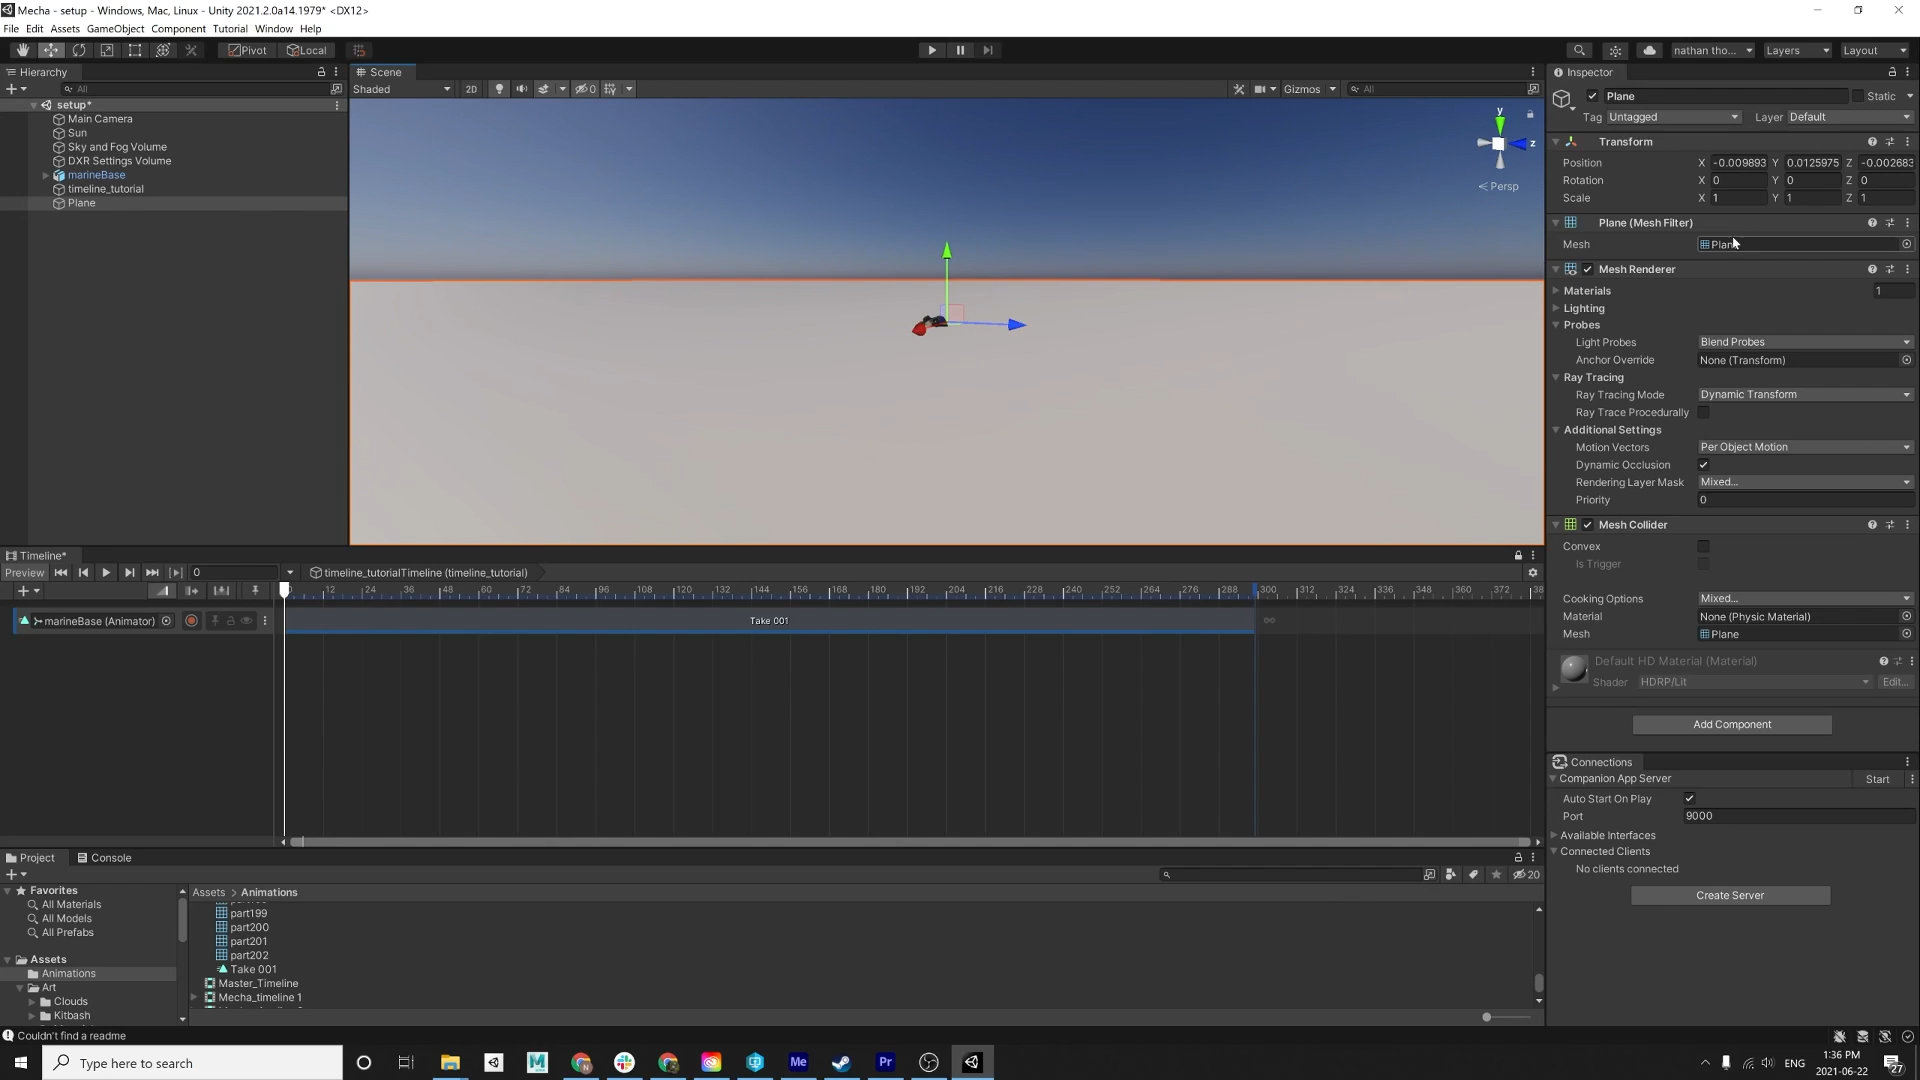 Mecha - setup - Windows, Mac, Linux - Unity 2021.2.0a14.1979* <DX12>
File Edit Assets GameObject Component Tutorial Window Help
Pivot Local nathan tho... Layers Layout
Hierarchy
All
setup*
Main Camera
Sun
Sky and Fog Volume
DXR Settings Volume
marineBase
timeline_tutorial
Plane
Scene
Shaded 2D 0 Gizmos All
y
z
Persp
Inspector
Plane Static
Tag Untagged Layer Default
Transform
Position X -0.009893 Y 0.0125975 Z -0.002683
Rotation X 0 Y 0 Z 0
Scale X 1 Y 1 Z 1
Plane (Mesh Filter)
Mesh Plane
Mesh Renderer
Materials 1
Lighting
Probes
Light Probes Blend Probes
Anchor Override None (Transform)
Ray Tracing
Ray Tracing Mode Dynamic Transform
Ray Trace Procedurally
Additional Settings
Motion Vectors Per Object Motion
Dynamic Occlusion
Rendering Layer Mask Mixed...
Priority 0
Mesh Collider
Convex
Is Trigger
Cooking Options Mixed...
Material None (Physic Material)
Mesh Plane
Default HD Material (Material)
Shader HDRP/Lit Edit...
Add Component
Connections
Companion App Server Start
Auto Start On Play
Port 9000
Available Interfaces
Connected Clients
No clients connected
Create Server
Timeline*
Preview 0 timeline_tutorialTimeline (timeline_tutorial)
12 24 36 48 60 72 84 96 108 120 132 144 156 168 180 192 204 216 228 240 252 264 276 288 300 312 324 336 348 360 372 38
marineBase (Animator) Take 001
Project Console
20
Favorites
All Materials
All Models
All Prefabs
Assets
Animations
Art
Clouds
Kitbash
Assets > Animations
part199
part200
part201
part202
Take 001
Master_Timeline
Mecha_timeline 1
Couldn't find a readme
Type here to search
M Me Pr
ENG
1:36 PM
2021-06-22
27